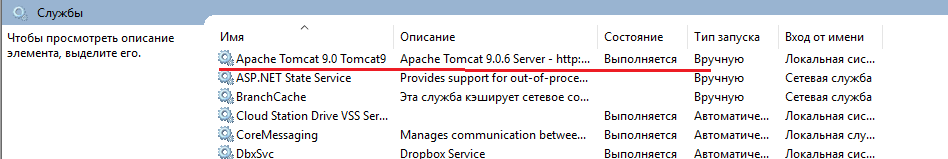 Службы
Чтобы просмотреть описание
элемента, выделите его.
Имя Описание Состояние Тип запуска Вход от имени
Apache Tomcat 9.0 Tomcat9 Apache Tomcat 9.0.6 Server - http:... Выполняется Вручную Локальная сис...
ASP.NET State Service Provides support for out-of-proce... Вручную Сетевая служба
BranchCache Эта служба кэширует сетевое со... Вручную Сетевая служба
Cloud Station Drive VSS Ser... Выполняется Автоматиче... Локальная сис...
CoreMessaging Manages communication betwee... Выполняется Автоматиче... Локальная слу...
DbxSvc Dropbox Service Выполняется Автоматиче... Локальная сис...